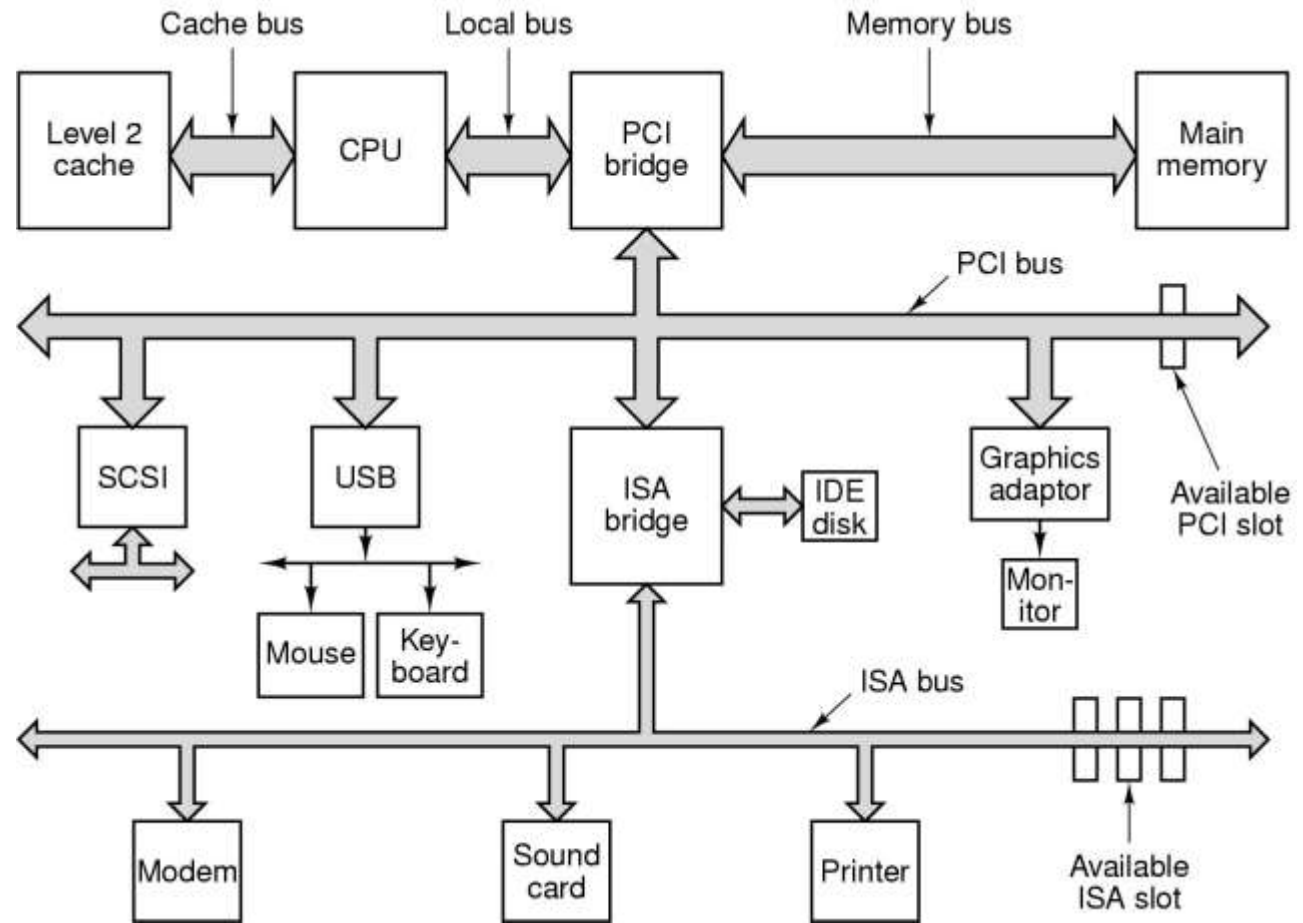 Cache bus
Local bus
Memory bus
Level 2
cache
CPU
PCI
bridge
Main
memory
PCI bus
SCSI
USB
ISA
bridge
IDE
disk
Graphics
adaptor
Available
PCI slot
Mon-
itor
Mouse
Key-
board
ISA bus
Modem
Sound
card
Printer
Available
ISA slot